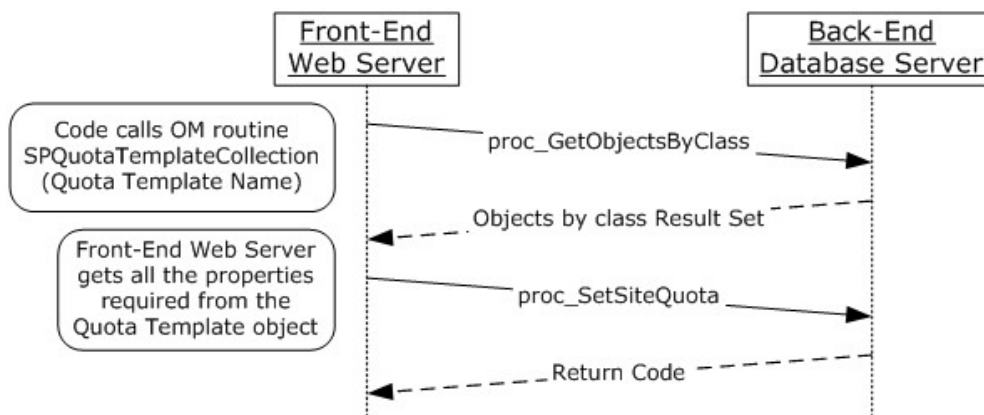 Front-End
Web Server
Back-End
Database Server
Code calls OM routine
SPQuotaTemplateCollection
(Quota Template Name)
proc_GetObjectsByClass
Objects by class Result Set
Front-End Web Server
gets all the properties
required from the
Quota Template object
proc_SetSiteQuota
Return Code